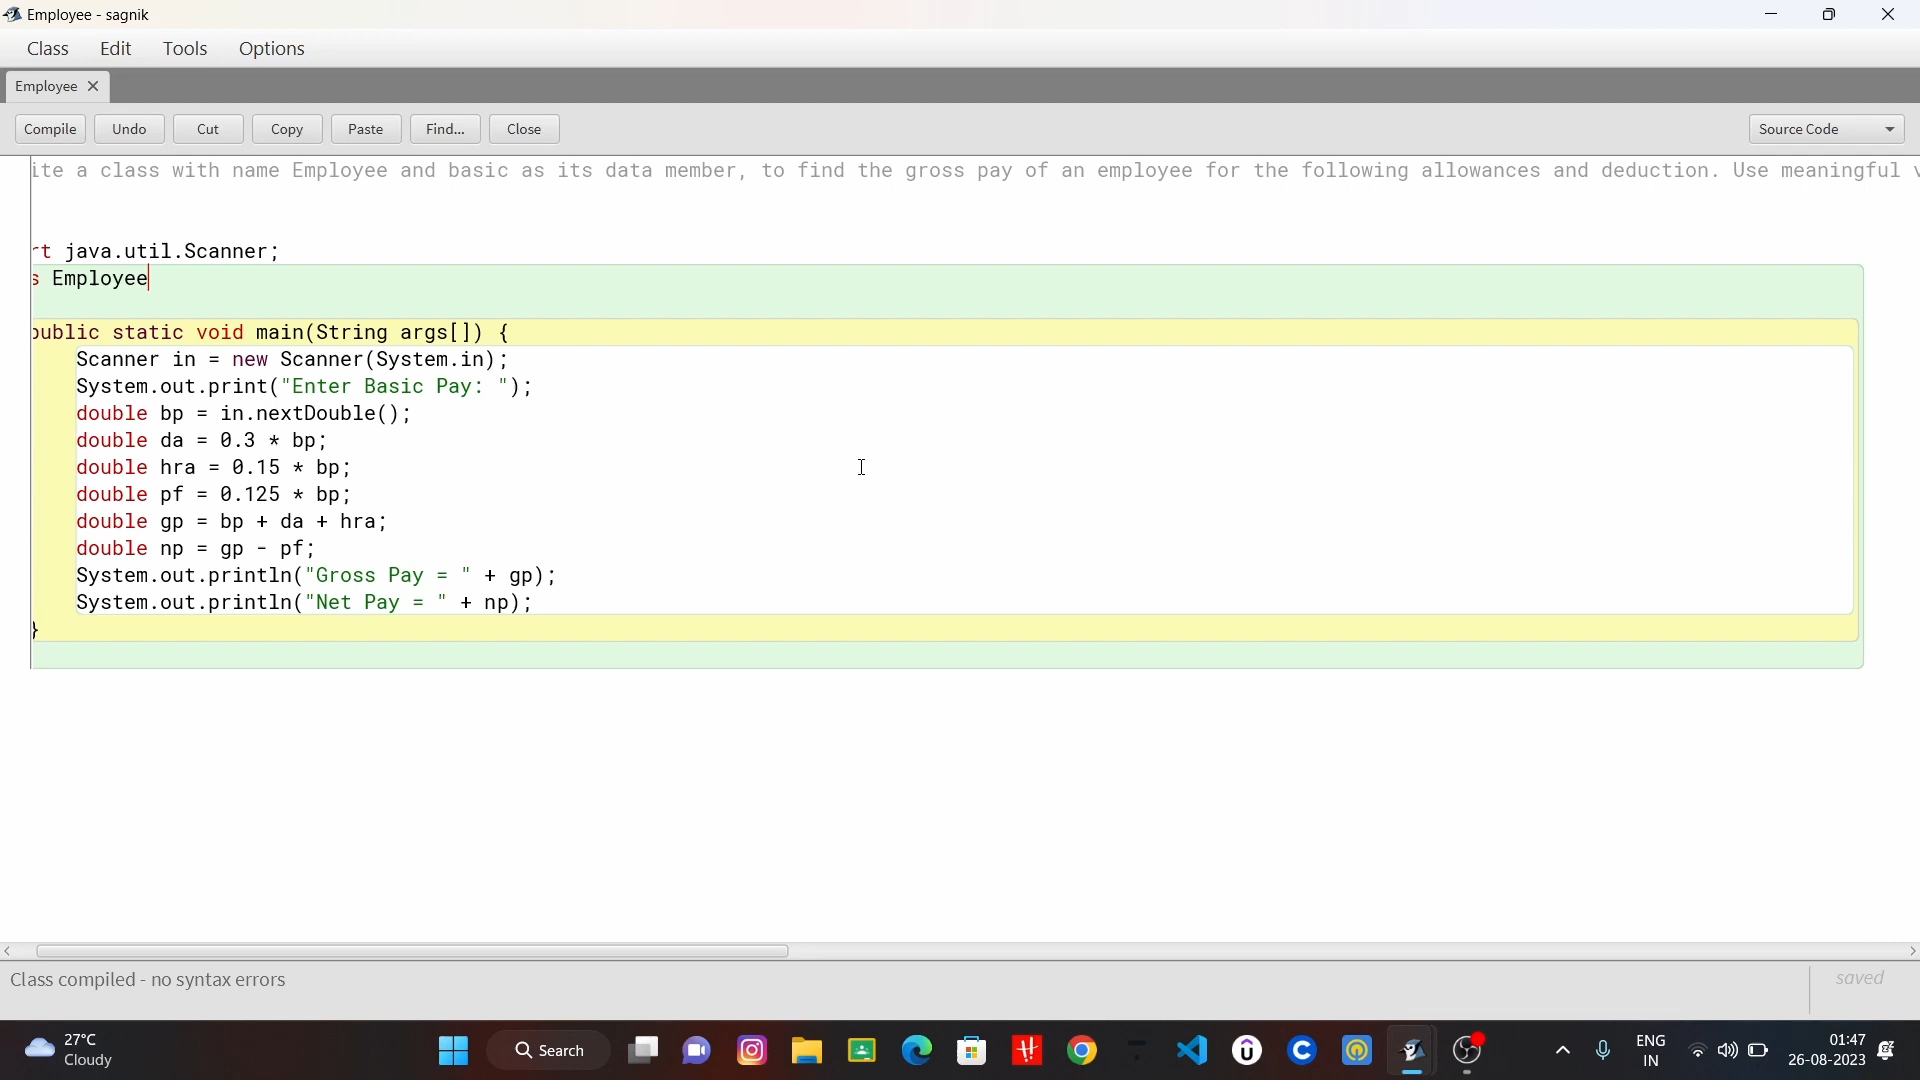 Employee - sagnik
Class Edit Tools Options
Employee
Compile Undo Cut Copy Paste Find... Close Source Code
ite a class with name Employee and basic as its data member, to find the gross pay of an employee for the following allowances and deduction. Use meaningful v
rt java.util.Scanner;
s Employee
public static void main(String args[]) {
Scanner in = new Scanner(System.in);
System.out.print("Enter Basic Pay: ");
double bp = in.nextDouble();
double da = 0.3 * bp;
double hra = 0.15 * bp;
double pf = 0.125 * bp;
double gp = bp + da + hra;
double np = gp - pf;
System.out.println("Gross Pay = " + gp);
System.out.println("Net Pay = " + np);
}
Class compiled - no syntax errors
saved
27°C
Cloudy
Search
ENG
IN
01:47
26-08-2023